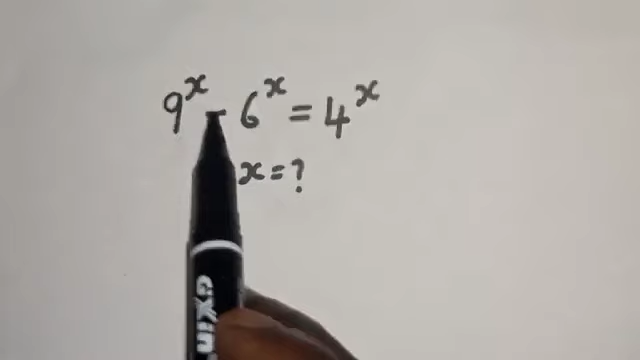 9^x - 6^x = 4^x
x = ?